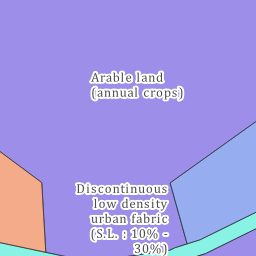 Arable land
(annual crops)
Discontinuous
low density
urban fabric
(S.L. : 10% -
30%)